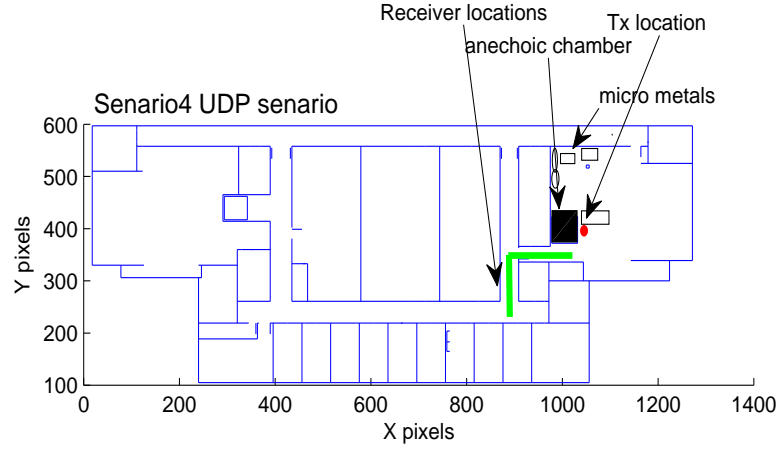 Receiver locations
Tx location
anechoic chamber
micro metals
Senario4 UDP senario
600
500
400
300
200
100
Y pixels
0
200
400
600
800
1000
1200
1400
X pixels